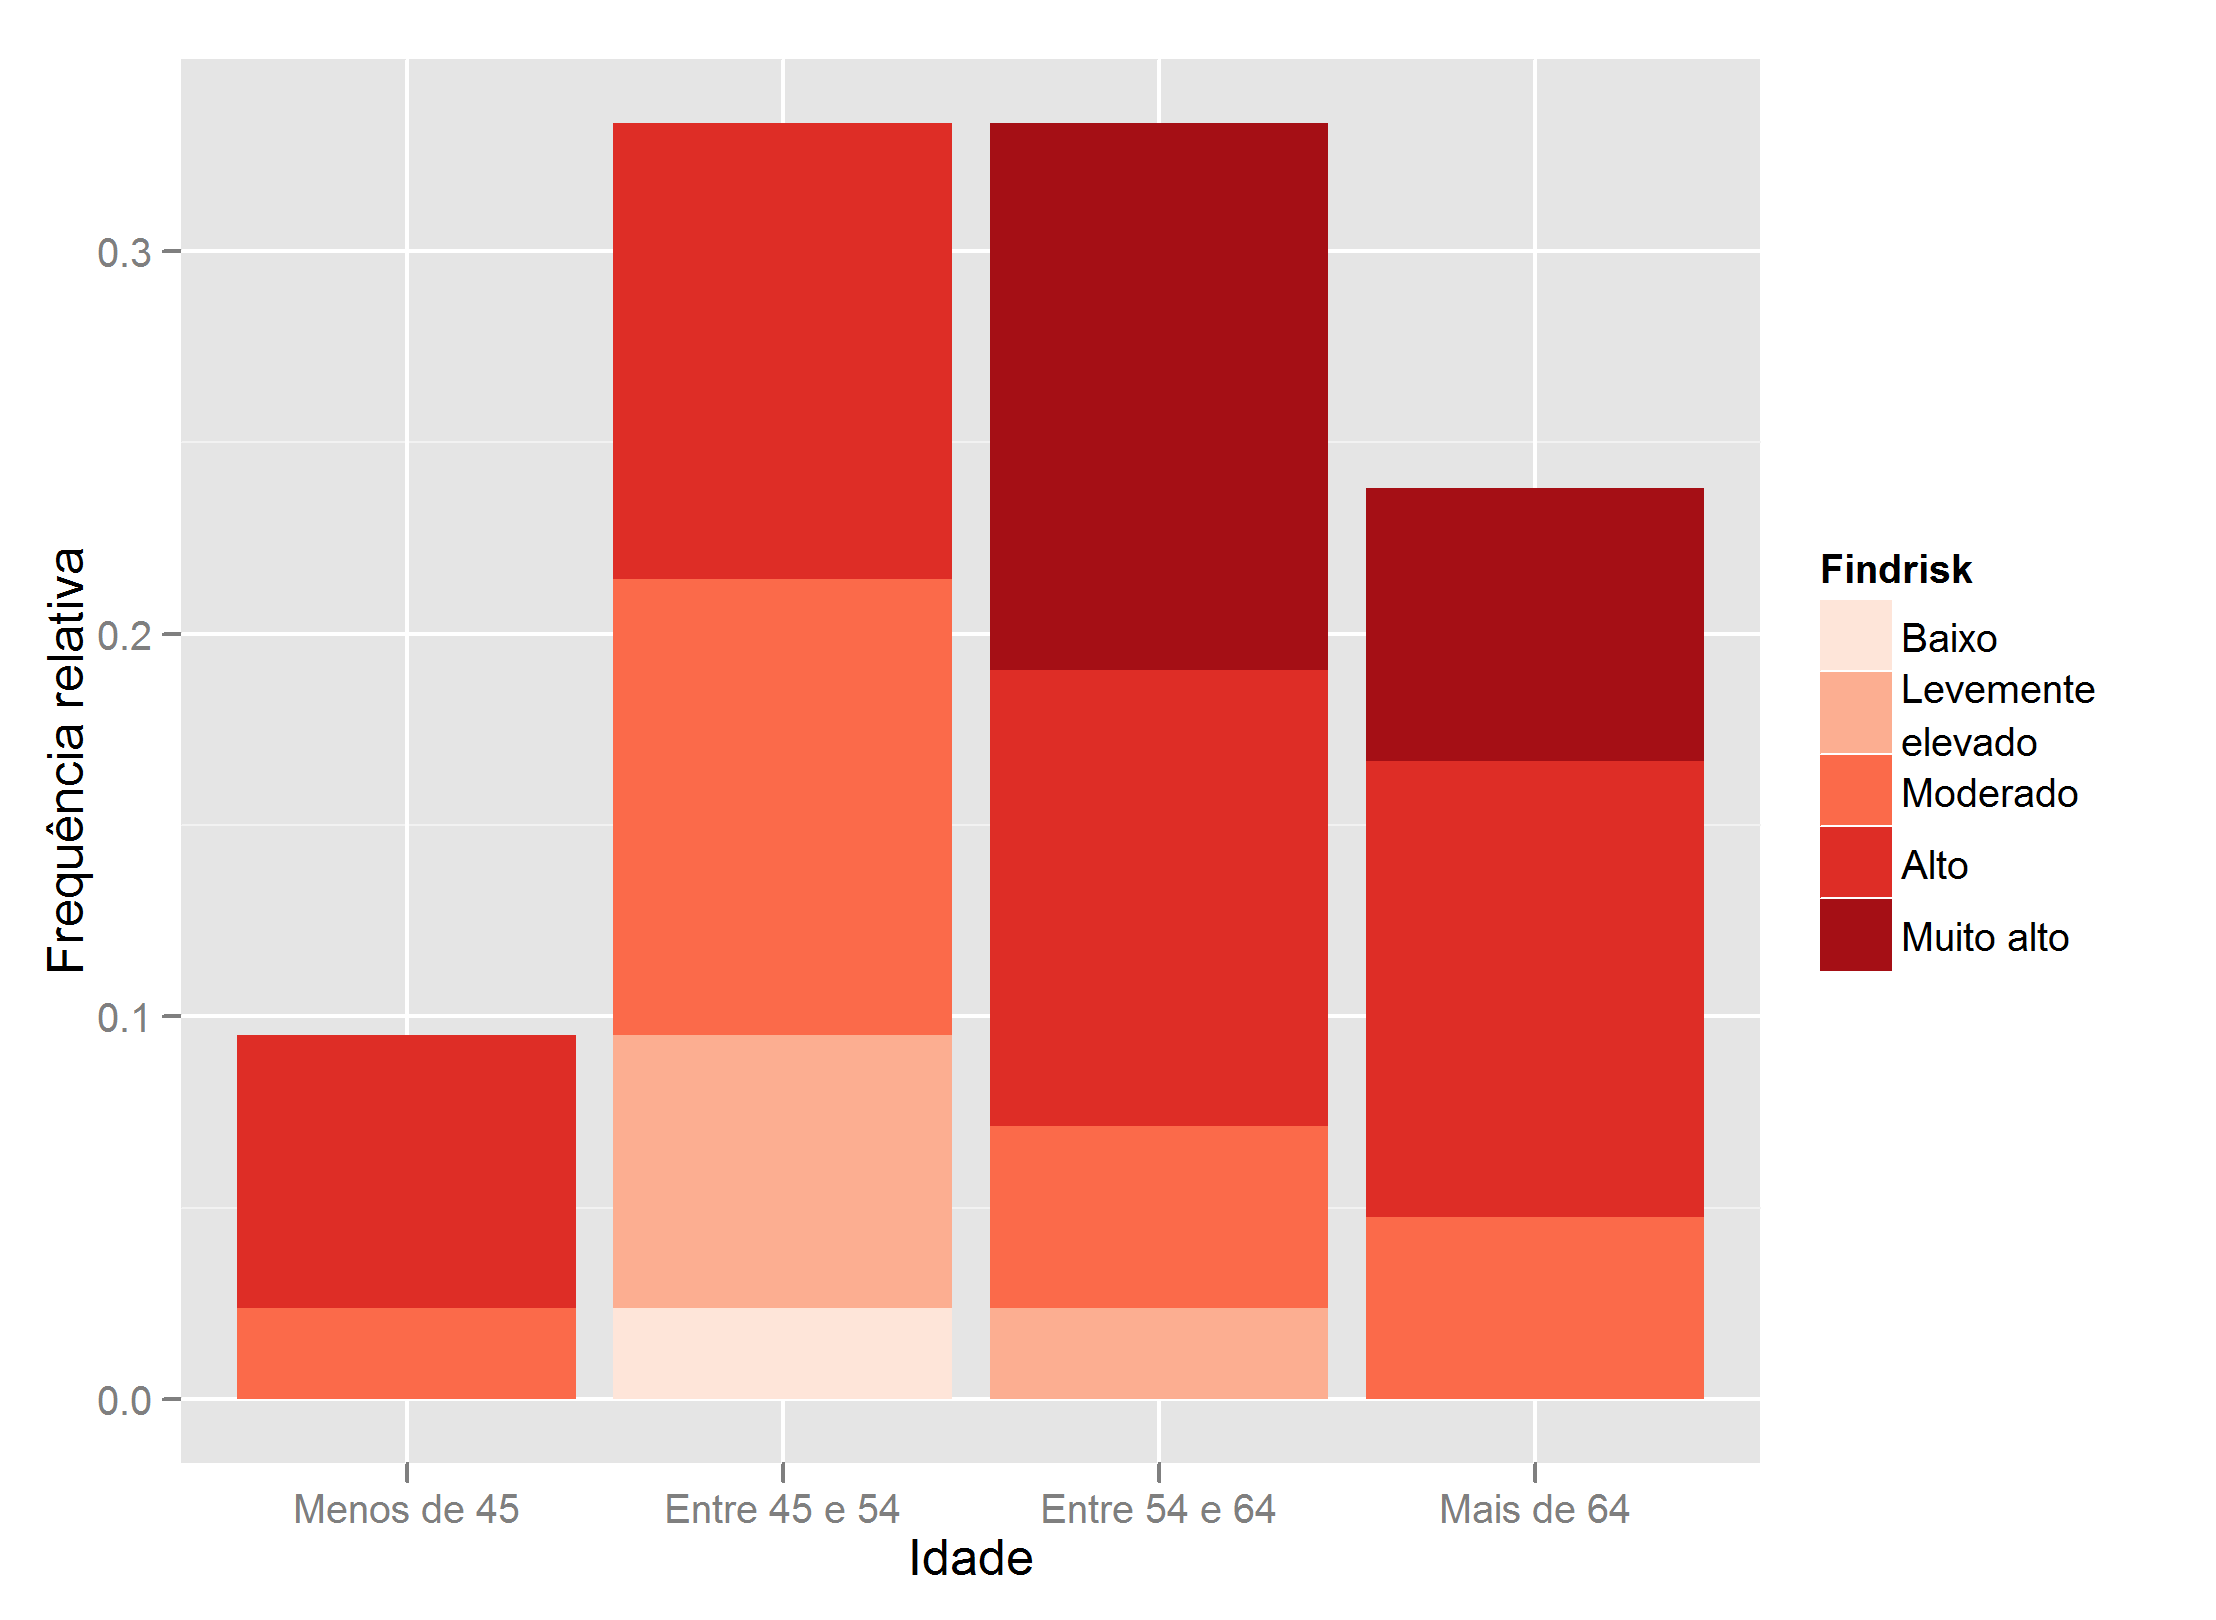 Frequência relativa
0.3
0.2
0.1
0.0
Menos de 45
Entre 45 e 54
Entre 54 e 64
Mais de 64
Idade
Findrisk
Baixo
Levemente
elevado
Moderado
Alto
Muito alto